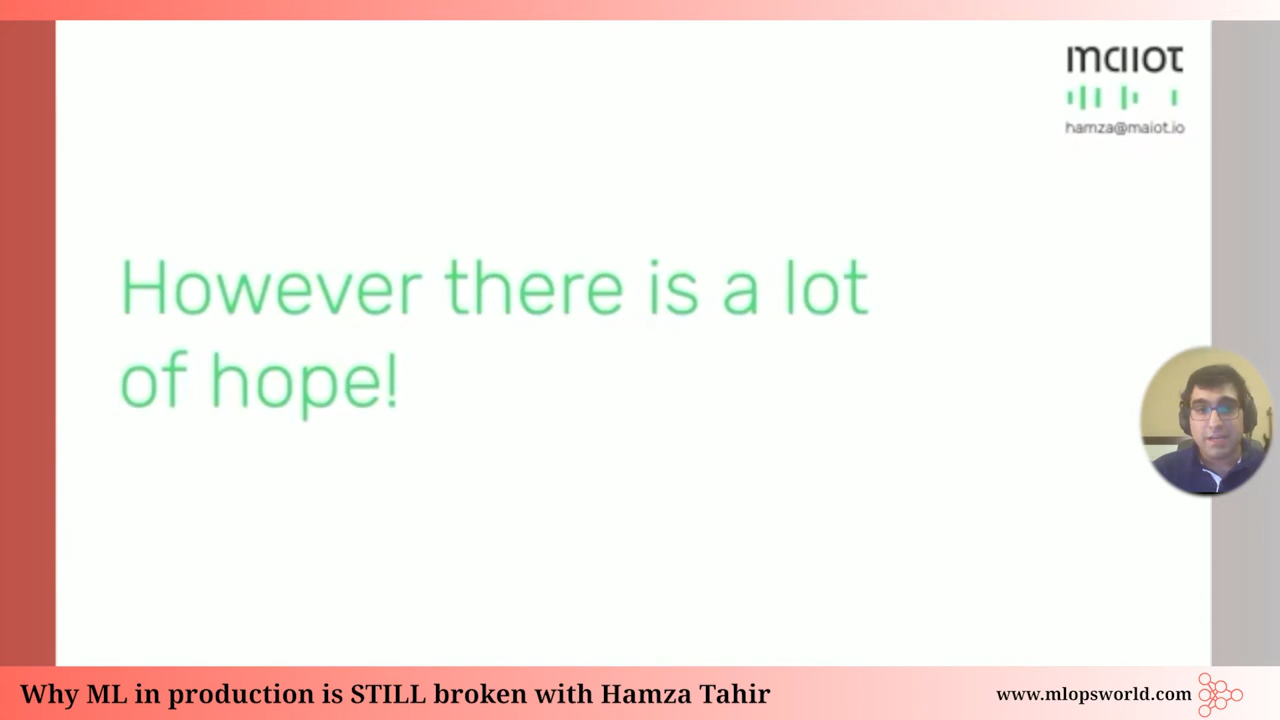 maiot
hamza@maiot.io
However there is a lot
of hope!
Why ML in production is STILL broken with Hamza Tahir
www.mlopsworld.com